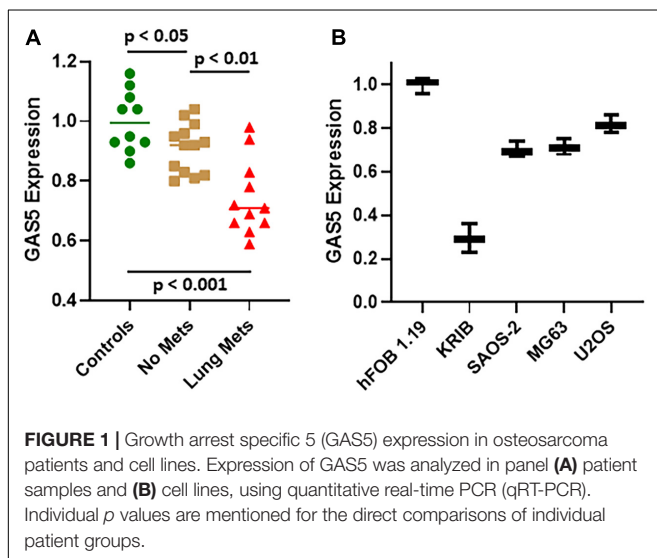 A
p < 0.05
p < 0.01
1.2
1.0
0.8
0.6
0.4
GAS5 Expression
p < 0.001
Controls
No Mets
Lung Mets
B
1.0
0.8
0.6
0.4
0.2
0.0
GAS5 Expression
hFOB 1.19
KRIB
SAOS-2
MG63
U2OS
FIGURE 1 | Growth arrest specific 5 (GAS5) expression in osteosarcoma
patients and cell lines. Expression of GAS5 was analyzed in panel (A) patient
samples and (B) cell lines, using quantitative real-time PCR (qRT-PCR).
Individual p values are mentioned for the direct comparisons of individual
patient groups.